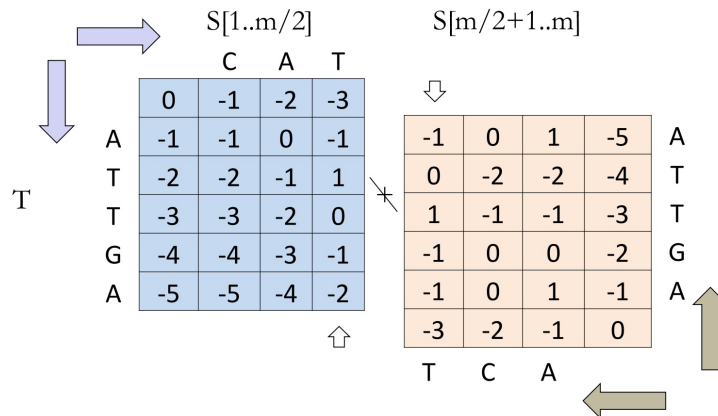 S[1..m/2] S[m/2+1..m]
C A T
0 -1 -2 -3
A -1 -1 0 -1 -1 0 1 -5 A
T -2 -2 -1 1 0 -2 -2 -4 T
T + 
T -3 -3 -2 0 1 -1 -1 -3 T
G -4 -4 -3 -1 -1 0 0 -2 G
A -5 -5 -4 -2 -1 0 1 -1 A
-3 -2 -1 0
T C A